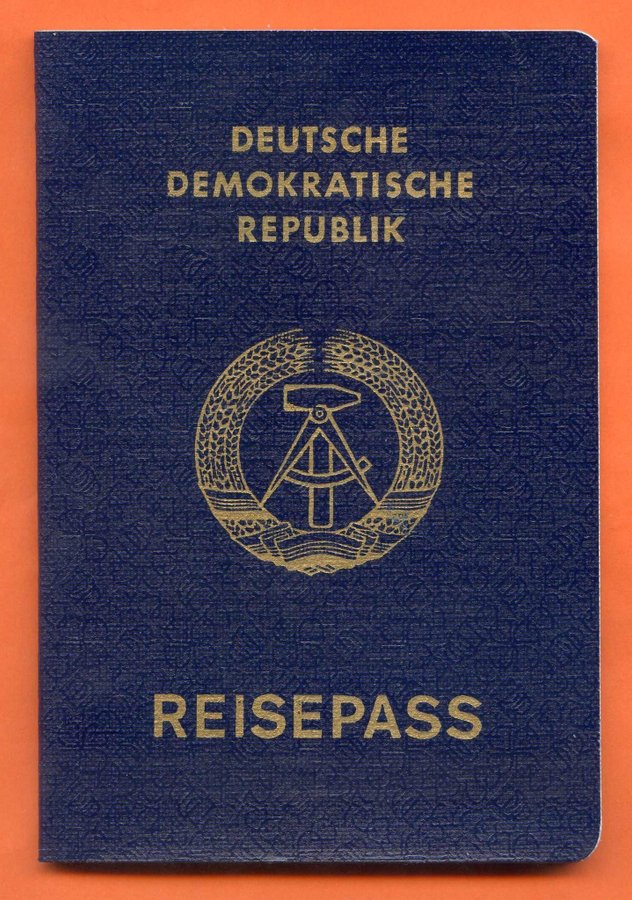 DEUTSCHE
DEMOKRATISCHE
REPUBLIK
REISEPASS